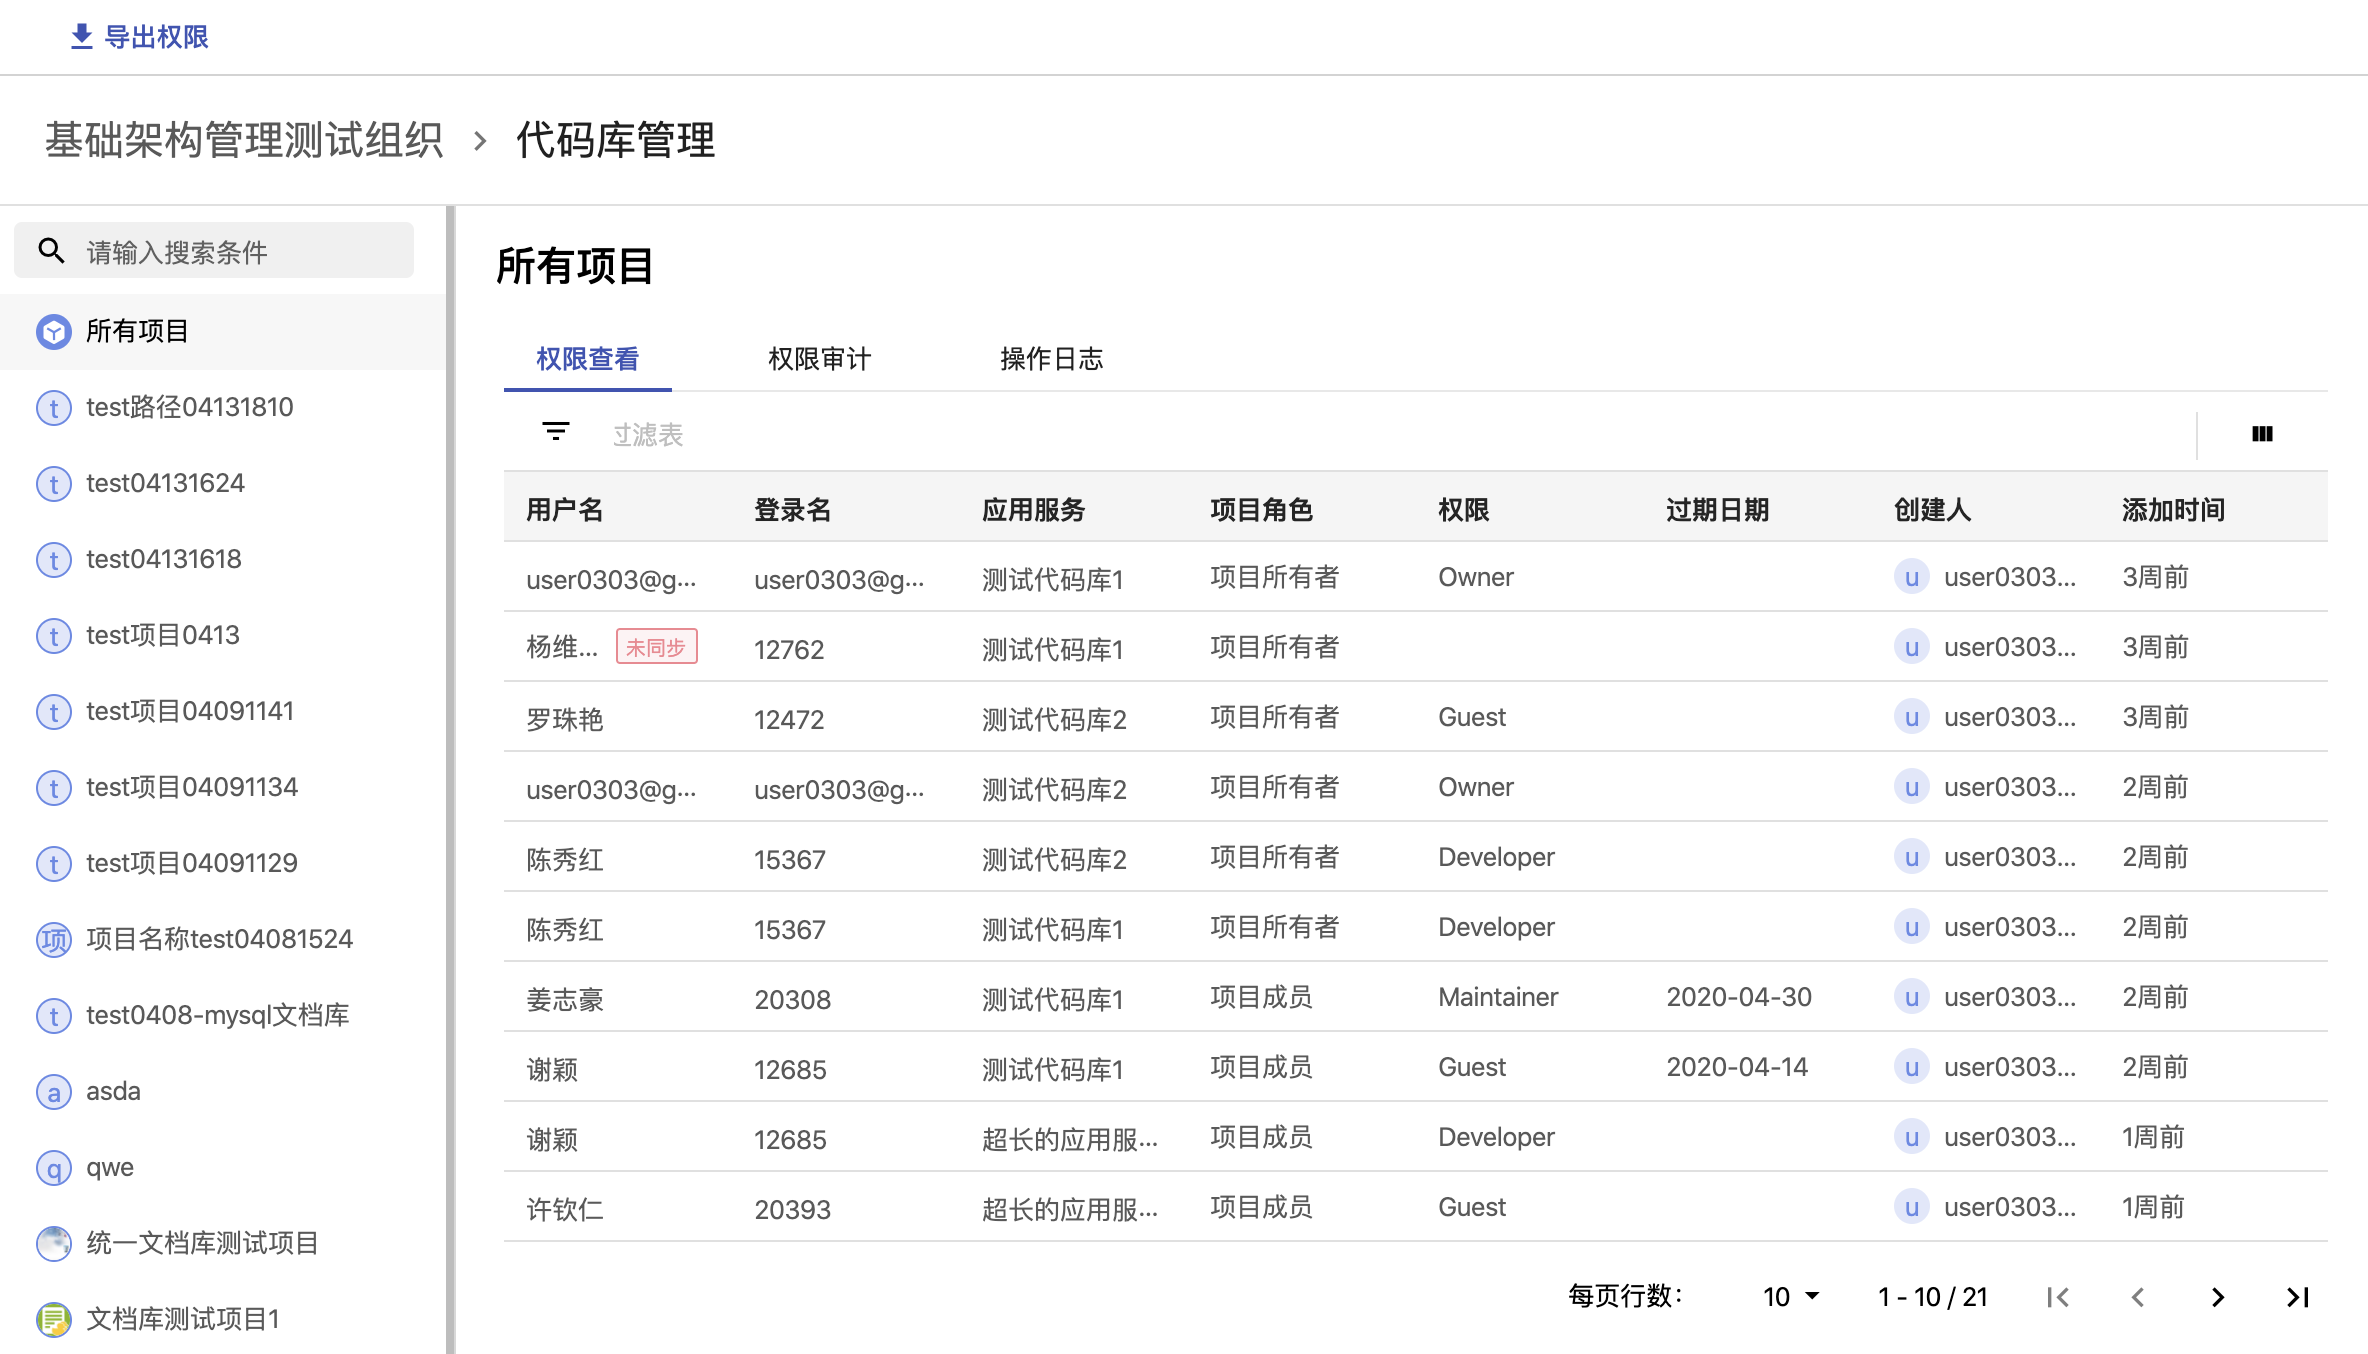 导出权限
基础架构管理测试组织 › 代码库管理
请输入搜索条件
所有项目
t test路径04131810
t test04131624
t test04131618
t test项目0413
t test项目04091141
t test项目04091134
t test项目04091129
项 项目名称test04081524
t test0408-mysql文档库
a asda
q qwe
统一文档库测试项目
文档库测试项目1
所有项目
权限查看 权限审计 操作日志
过滤表
用户名 登录名 应用服务 项目角色 权限 过期日期 创建人 添加时间
user0303@g... user0303@g... 测试代码库1 项目所有者 Owner u user0303... 3周前
杨维... 未同步 12762 测试代码库1 项目所有者 u user0303... 3周前
罗珠艳 12472 测试代码库2 项目所有者 Guest u user0303... 3周前
user0303@g... user0303@g... 测试代码库2 项目所有者 Owner u user0303... 2周前
陈秀红 15367 测试代码库2 项目所有者 Developer u user0303... 2周前
陈秀红 15367 测试代码库1 项目所有者 Developer u user0303... 2周前
姜志豪 20308 测试代码库1 项目成员 Maintainer 2020-04-30 u user0303... 2周前
谢颖 12685 测试代码库1 项目成员 Guest 2020-04-14 u user0303... 2周前
谢颖 12685 超长的应用服... 项目成员 Developer u user0303... 1周前
许钦仁 20393 超长的应用服... 项目成员 Guest u user0303... 1周前
每页行数： 10 1 - 10 / 21